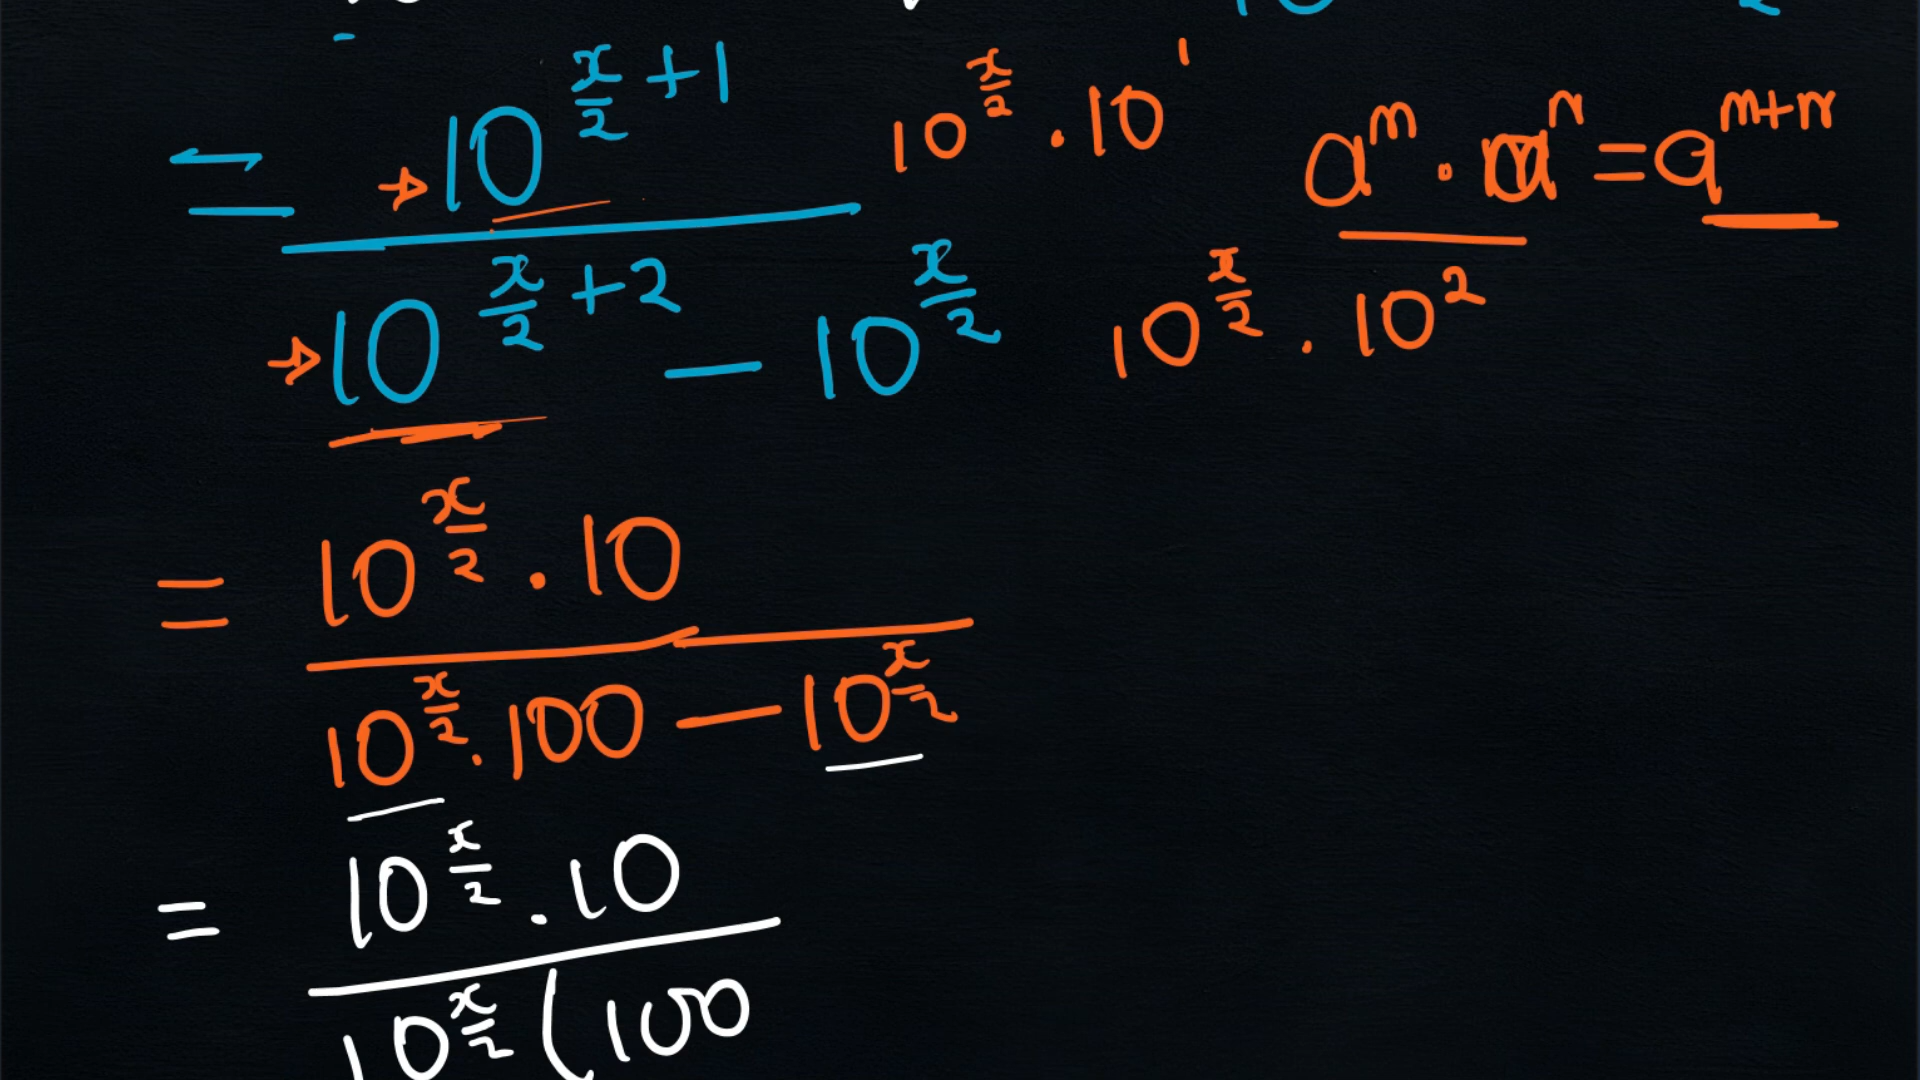 = 10^{x/2 + 1} / (10^{x/2 + 2} − 10^{x/2})
10^{x/2} . 10^1
a^m . a^n = a^{m+n}
10^{x/2} . 10^2
= 10^{x/2} . 10 / (10^{x/2} . 100 − 10^{x/2})
= 10^{x/2} . 10 / 10^{x/2} (100